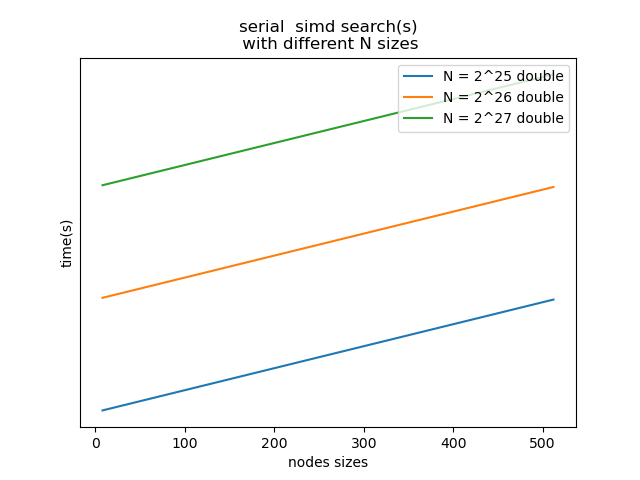 serial  simd search(s)
with different N sizes
N = 2^25 double
N = 2^26 double
N = 2^27 double
time(s)
0 100 200 300 400 500
nodes sizes